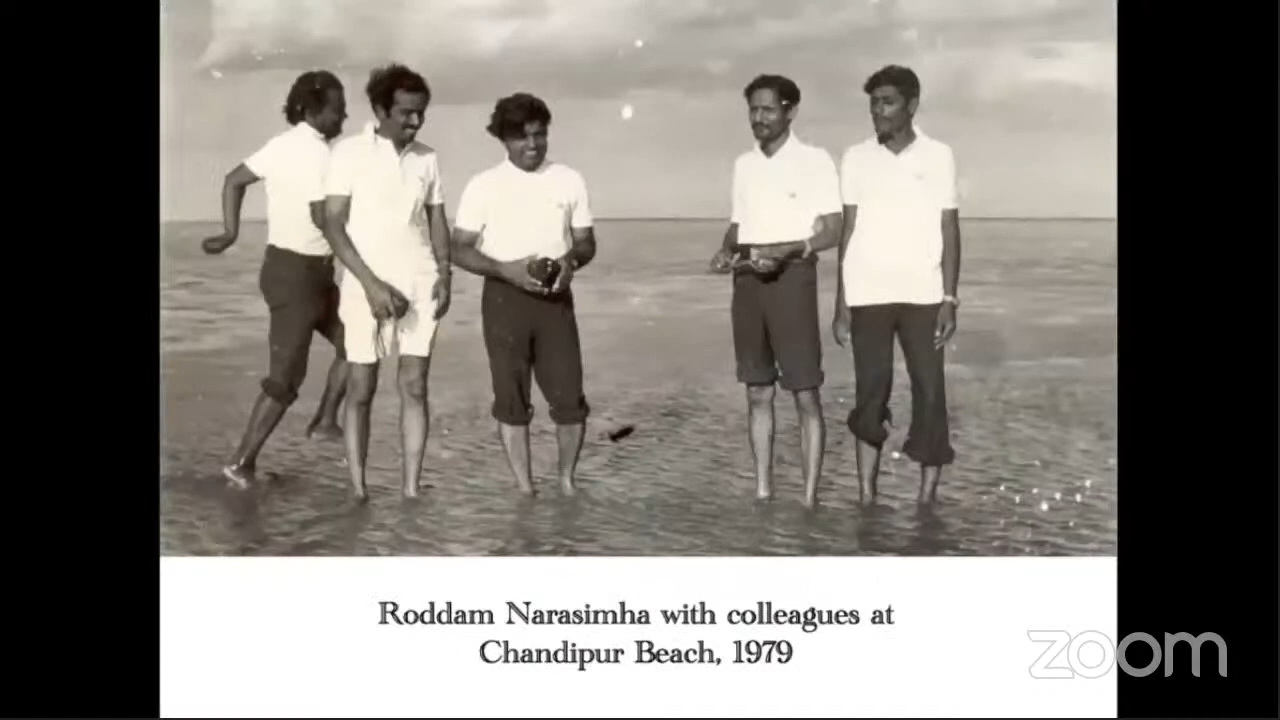 Roddam Narasimha with colleagues at
Chandipur Beach, 1979
zoom